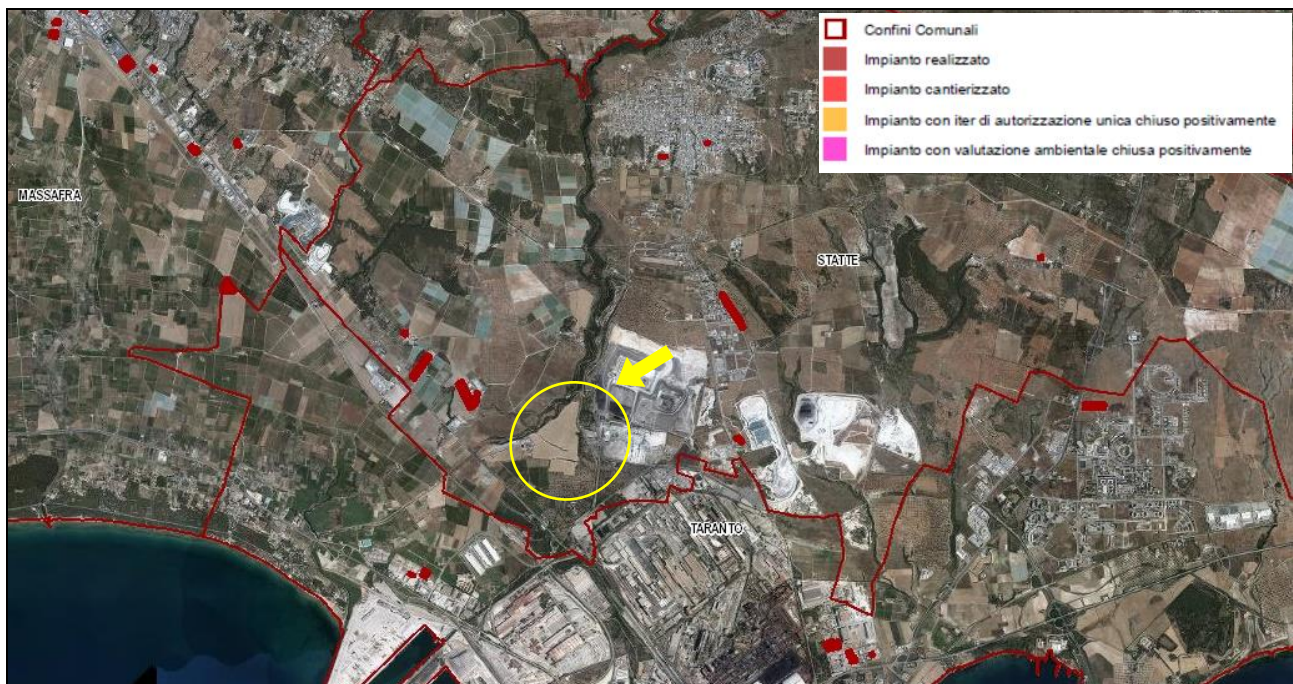 Confini Comunali
Impianto realizzato
Impianto cantierizzato
Impianto con iter di autorizzazione unica chiuso positivamente
Impianto con valutazione ambientale chiusa positivamente
MASSAFRA
STATTE
TARANTO